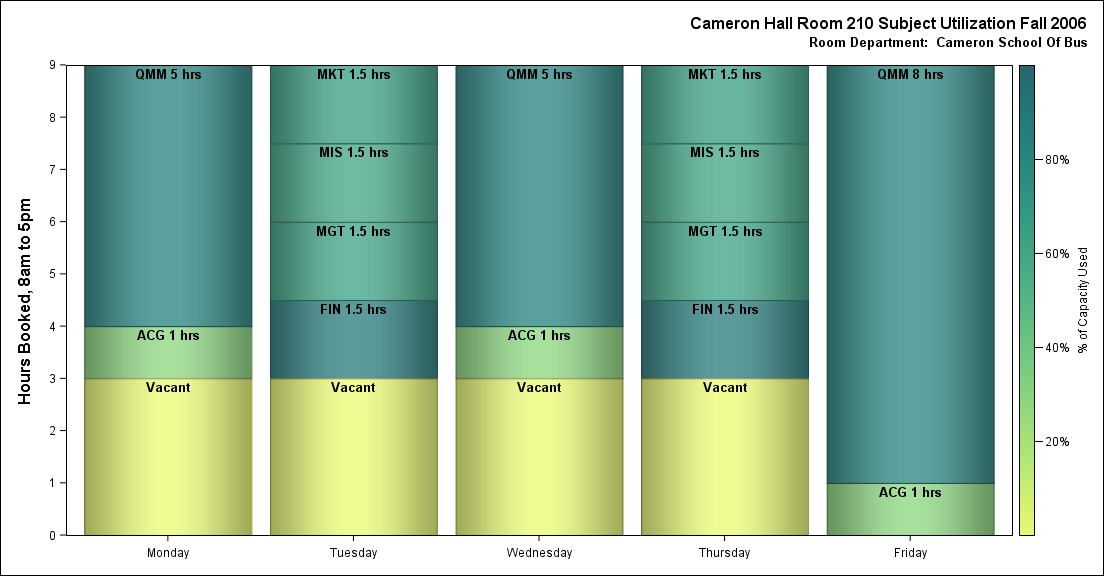 Cameron Hall Room 210 Subject Utilization Fall 2006
Room Department:  Cameron School Of Bus
Hours Booked, 8am to 5pm
9
8
7
6
5
4
3
2
1
0
QMM 5 hrs
ACG 1 hrs
Vacant
MKT 1.5 hrs
MIS 1.5 hrs
MGT 1.5 hrs
FIN 1.5 hrs
Vacant
QMM 5 hrs
ACG 1 hrs
Vacant
MKT 1.5 hrs
MIS 1.5 hrs
MGT 1.5 hrs
FIN 1.5 hrs
Vacant
QMM 8 hrs
ACG 1 hrs
Monday
Tuesday
Wednesday
Thursday
Friday
80%
60%
40%
20%
% of Capacity Used